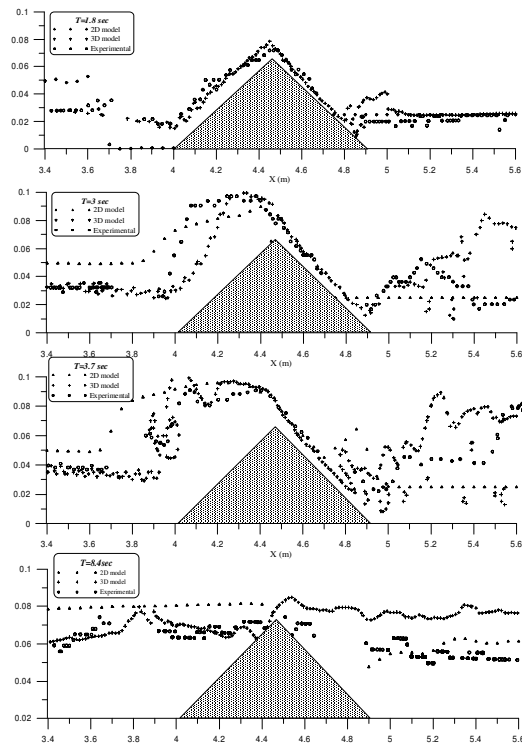 0.1
T=1.8 sec
2D model
0.08
3D model
Experimental
0.06
0.04
0.02
0
3.4 3.6 3.8 4 4.2 4.4 4.6 4.8 5 5.2 5.4 5.6
X (m)
0.1
T=3 sec
2D model
0.08
3D model
Experimental
0.06
0.04
0.02
0
3.4 3.6 3.8 4 4.2 4.4 4.6 4.8 5 5.2 5.4 5.6
X (m)
T=3.7 sec
0.1
2D model
3D model
0.08
Experimental
0.06
0.04
0.02
0
3.4 3.6 3.8 4 4.2 4.4 4.6 4.8 5 5.2 5.4 5.6
X (m)
T=8.4sec
0.1
2D model
3D model
Experimental
0.08
0.06
0.04
0.02
3.4 3.6 3.8 4 4.2 4.4 4.6 4.8 5 5.2 5.4 5.6